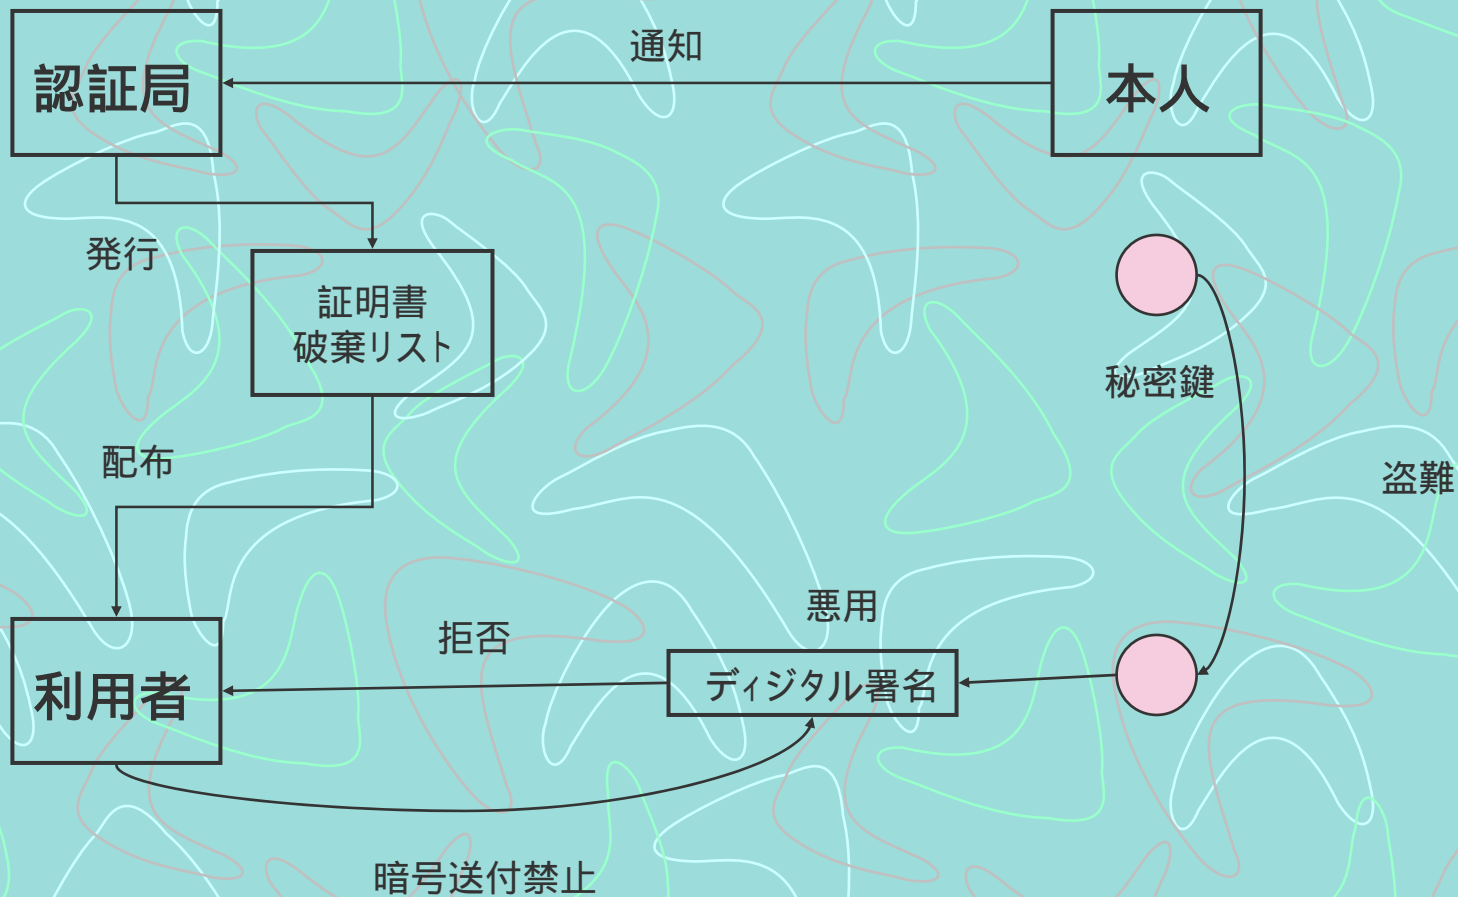 通知
認証局
本人
発行
証明書
破棄リスト
秘密鍵
配布
盗難
悪用
拒否
利用者
ディジタル署名
暗号送付禁止